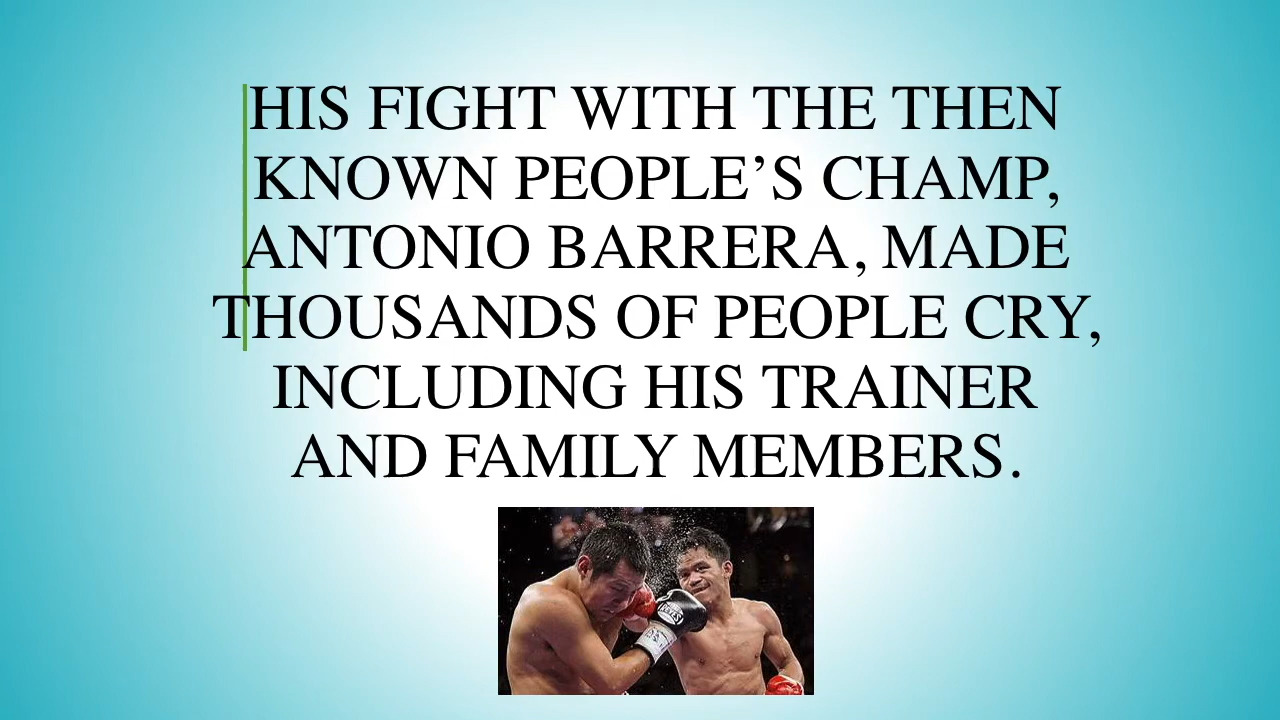 HIS FIGHT WITH THE THEN
KNOWN PEOPLE’S CHAMP,
ANTONIO BARRERA, MADE
THOUSANDS OF PEOPLE CRY,
INCLUDING HIS TRAINER
AND FAMILY MEMBERS.